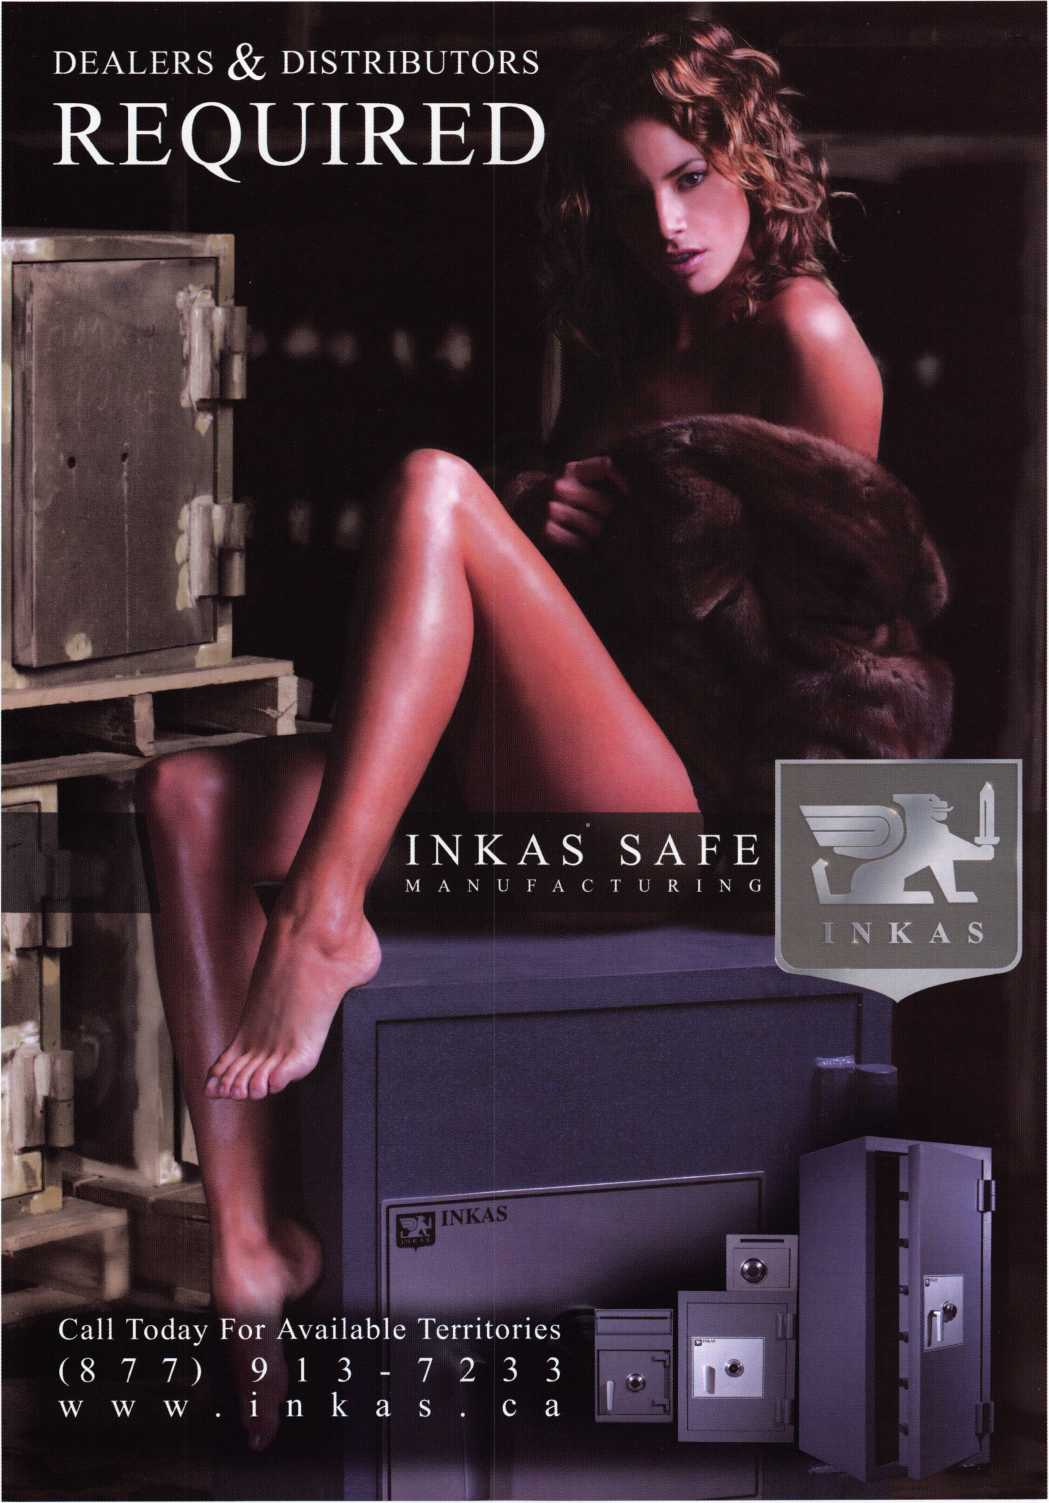 DEALERS & DISTRIBUTORS
REQUIRED
INKAS® SAFE
MANUFACTURING
INKAS
INKAS
INKAS
Call Today For Available Territories
(877) 913-7233
www.inkas.ca